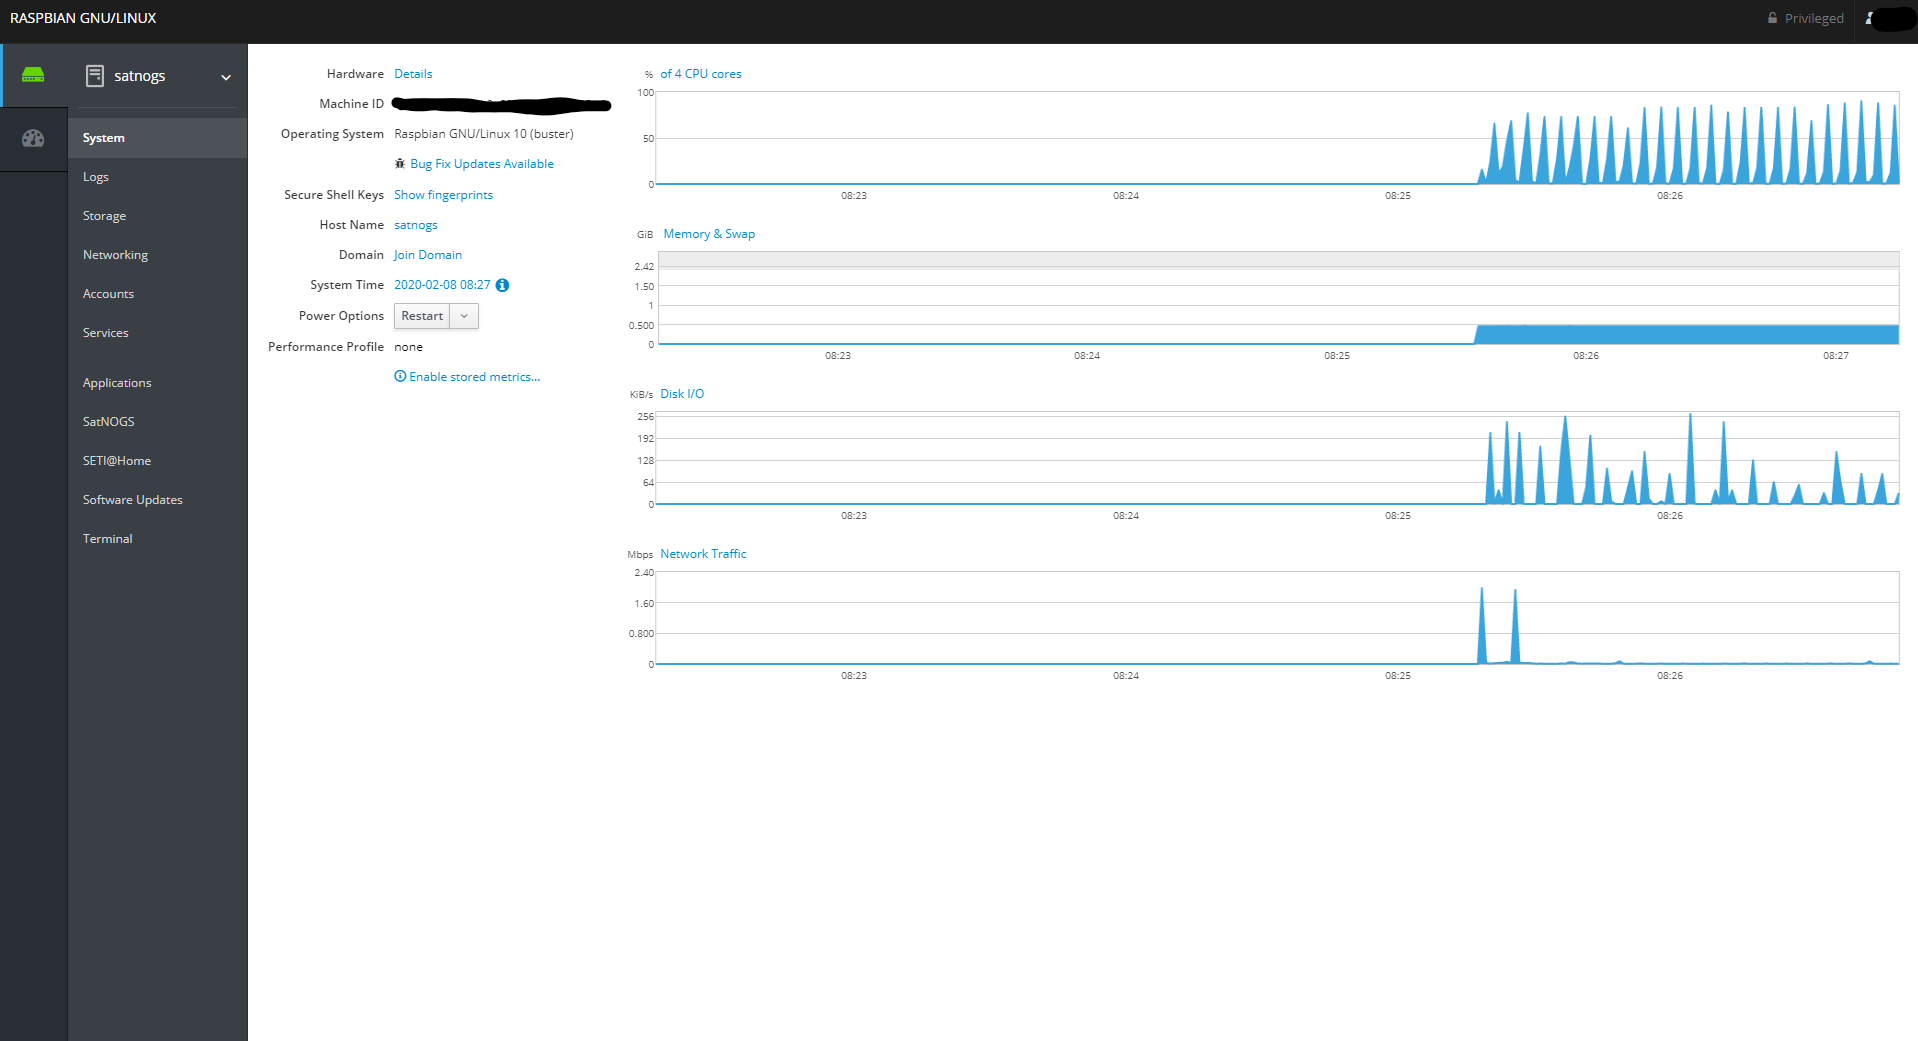 RASPBIAN GNU/LINUX
Privileged
satnogs
System
Logs
Storage
Networking
Accounts
Services
Applications
SatNOGS
SETI@Home
Software Updates
Terminal
Hardware Details
Machine ID
Operating System Raspbian GNU/Linux 10 (buster)
Bug Fix Updates Available
Secure Shell Keys Show fingerprints
Host Name satnogs
Domain Join Domain
System Time 2020-02-08 08:27
Power Options Restart
Performance Profile none
Enable stored metrics...
% of 4 CPU cores
100
50
0
08:23 08:24 08:25 08:26
GiB Memory & Swap
2.42
1.50
1
0.500
0
08:23 08:24 08:25 08:26 08:27
KiB/s Disk I/O
256
192
128
64
0
08:23 08:24 08:25 08:26
Mbps Network Traffic
2.40
1.60
0.800
0
08:23 08:24 08:25 08:26